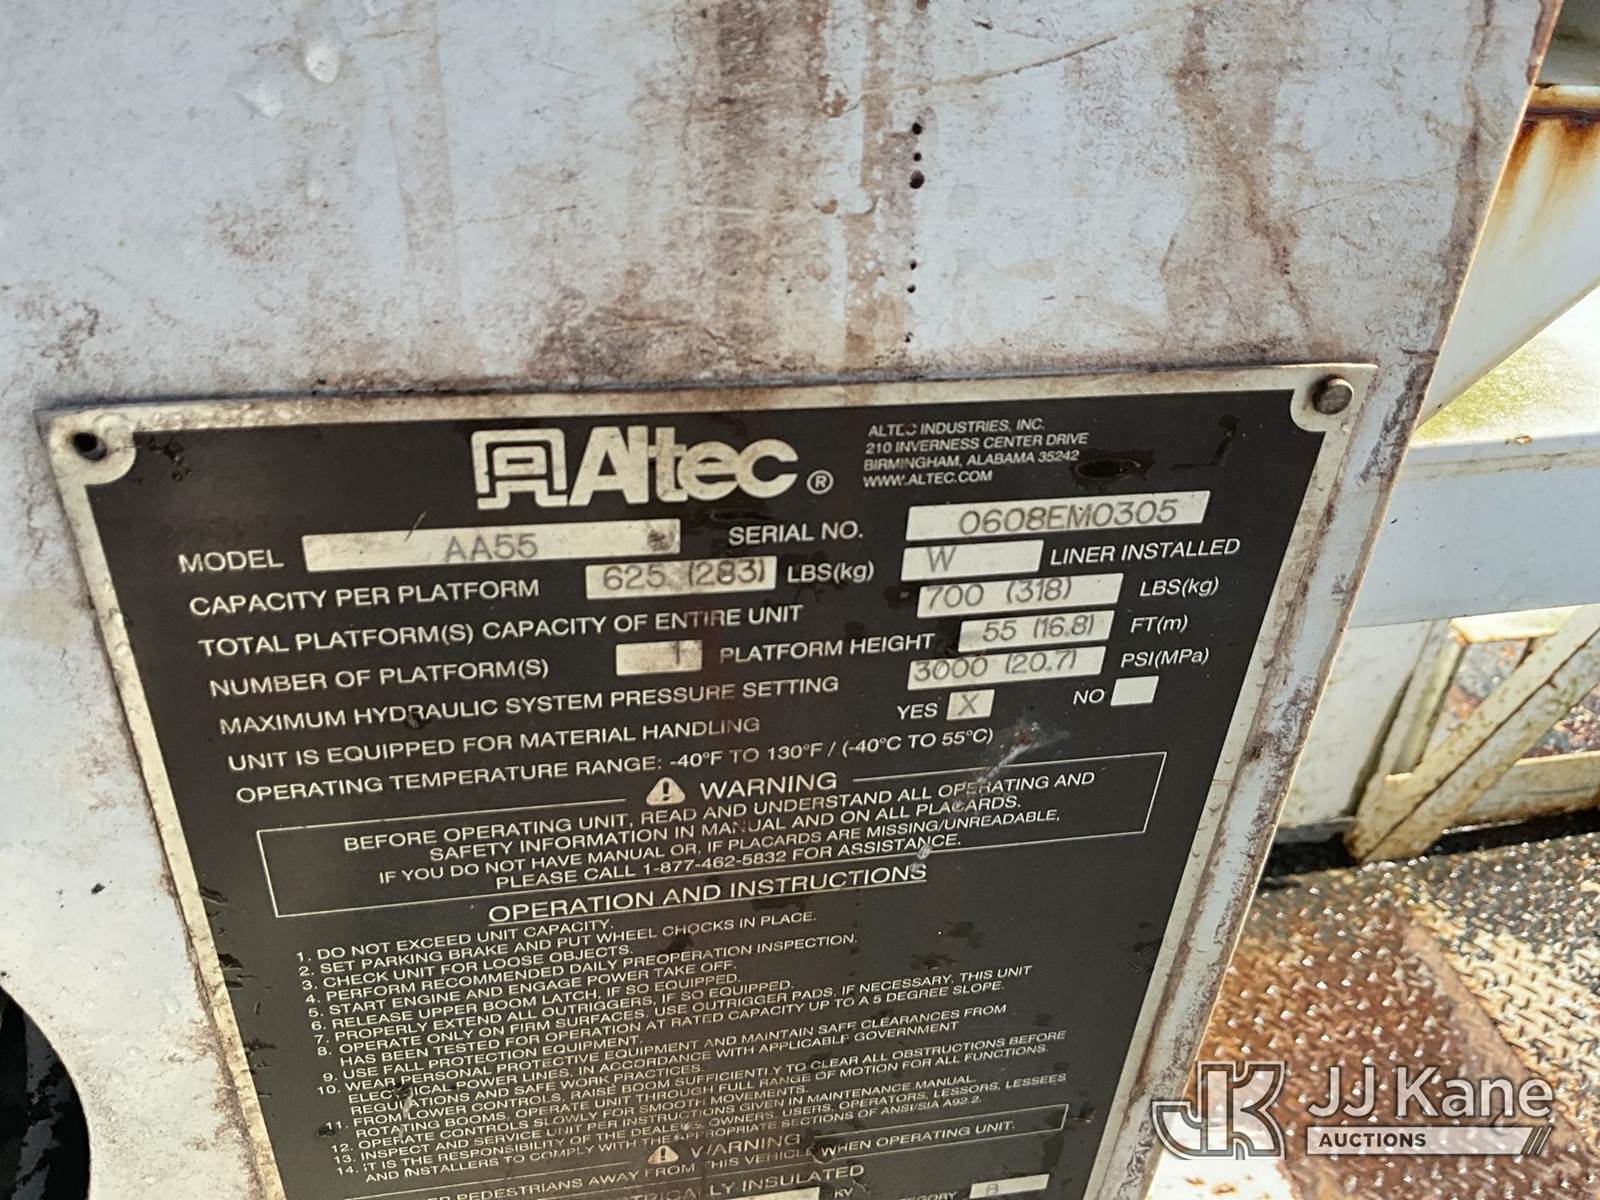 Altec®
ALTEC INDUSTRIES, INC.
210 INVERNESS CENTER DRIVE
BIRMINGHAM, ALABAMA 35242
WWW.ALTEC.COM
MODEL AA55 SERIAL NO. 0608EM0305
CAPACITY PER PLATFORM 625 (283) LBS(kg) W LINER INSTALLED
TOTAL PLATFORM(S) CAPACITY OF ENTIRE UNIT 700 (318) LBS(kg)
NUMBER OF PLATFORM(S) 1 PLATFORM HEIGHT 55 (16.8) FT(m)
MAXIMUM HYDRAULIC SYSTEM PRESSURE SETTING 3000 (20.7) PSI(MPa)
UNIT IS EQUIPPED FOR MATERIAL HANDLING YES X NO
OPERATING TEMPERATURE RANGE: -40°F TO 130°F / (-40°C TO 55°C)
WARNING
BEFORE OPERATING UNIT, READ AND UNDERSTAND ALL OPERATING AND
SAFETY INFORMATION IN MANUAL AND ON ALL PLACARDS.
IF YOU DO NOT HAVE MANUAL OR, IF PLACARDS ARE MISSING/UNREADABLE,
PLEASE CALL 1-877-462-5832 FOR ASSISTANCE.
OPERATION AND INSTRUCTIONS
1. DO NOT EXCEED UNIT CAPACITY.
2. SET PARKING BRAKE AND PUT WHEEL CHOCKS IN PLACE.
3. CHECK UNIT FOR LOOSE OBJECTS.
4. PERFORM RECOMMENDED DAILY PREOPERATION INSPECTION.
5. START ENGINE AND ENGAGE POWER TAKE OFF.
6. RELEASE UPPER BOOM LATCH, IF SO EQUIPPED.
7. PROPERLY EXTEND ALL OUTRIGGERS, IF SO EQUIPPED.
8. OPERATE ONLY ON FIRM SURFACES. USE OUTRIGGER PADS, IF NECESSARY, THIS UNIT
HAS BEEN TESTED FOR OPERATION AT RATED CAPACITY UP TO A 5 DEGREE SLOPE.
9. USE FALL PROTECTION EQUIPMENT.
10. WEAR PERSONAL PROTECTIVE EQUIPMENT AND MAINTAIN SAFE CLEARANCES FROM
ELECTRICAL POWER LINES, IN ACCORDANCE WITH APPLICABLE GOVERNMENT
REGULATIONS AND SAFE WORK PRACTICES.
11. FROM LOWER CONTROLS, RAISE BOOM SUFFICIENTLY TO CLEAR ALL OBSTRUCTIONS BEFORE
ROTATING BOOMS. OPERATE UNIT THROUGH FULL RANGE OF MOTION FOR ALL FUNCTIONS.
12. OPERATE CONTROLS SLOWLY FOR SMOOTH MOVEMENTS.
13. INSPECT AND SERVICE UNIT PER INSTRUCTIONS GIVEN IN MAINTENANCE MANUAL.
14. IT IS THE RESPONSIBILITY OF THE DEALERS, OWNERS, USERS, OPERATORS, LESSORS, LESSEES
AND INSTALLERS TO COMPLY WITH THE APPROPRIATE SECTIONS OF ANSI/SIA A92.2.
WARNING
PEDESTRIANS AWAY FROM THIS VEHICLE WHEN OPERATING UNIT.
INSULATED
KV
JK JJ Kane
AUCTIONS